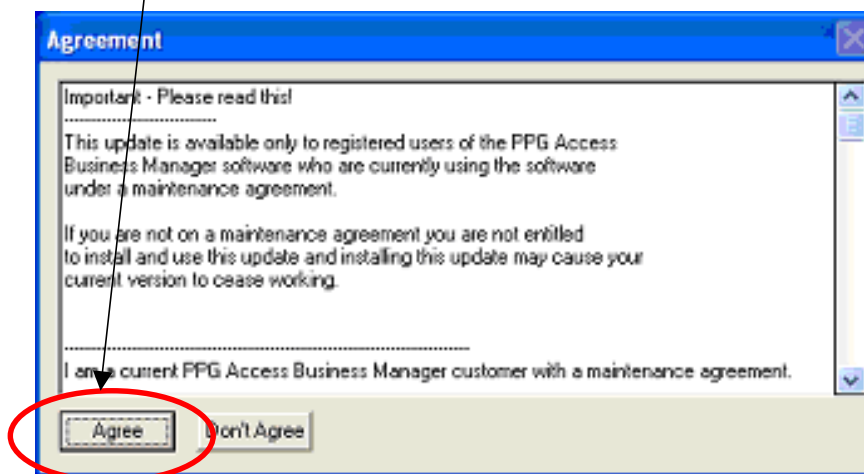 Agreement
Important - Please read this!
----------------------------
This update is available only to registered users of the PPG Access
Business Manager software who are currently using the software
under a maintenance agreement.
If you are not on a maintenance agreement you are not entitled
to install and use this update and installing this update may cause your
current version to cease working.
--------------------------------------------------------------------------
I am a current PPG Access Business Manager customer with a maintenance agreement.
Agree Don't Agree